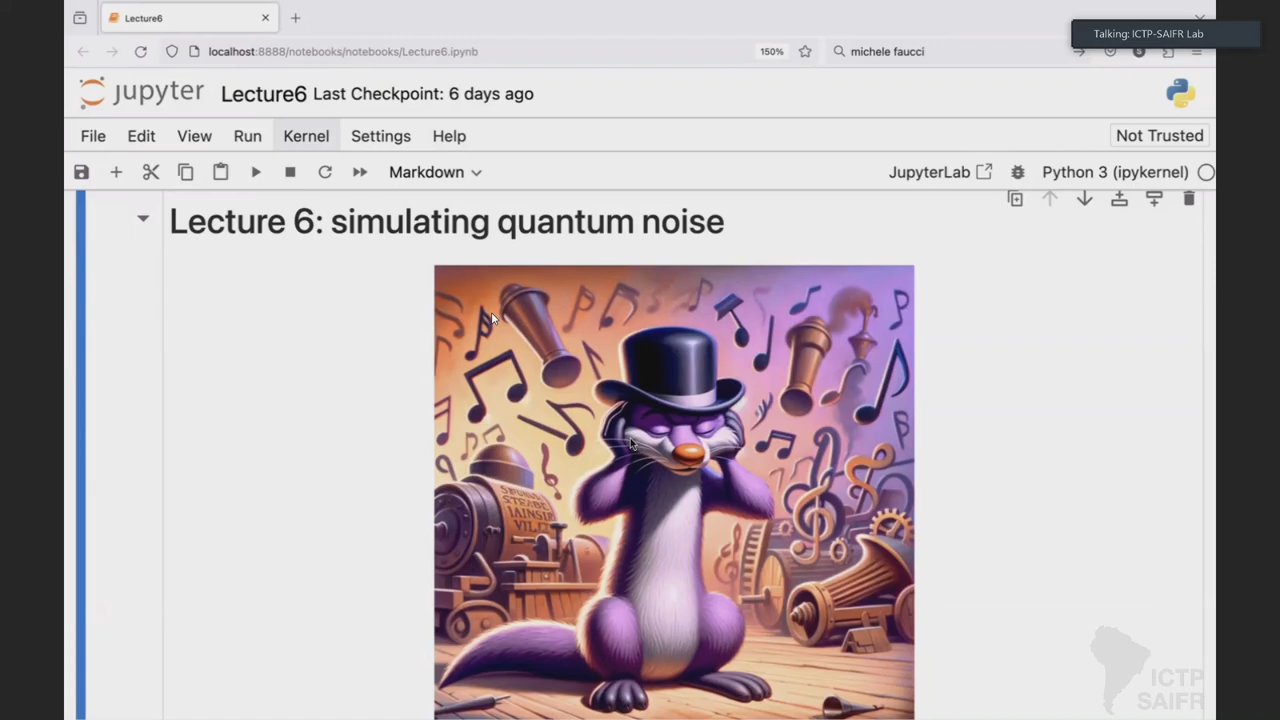 Lecture6
Talking: ICTP-SAIFR Lab
localhost:8888/notebooks/notebooks/Lecture6.ipynb
150%
michele faucci
jupyter
Lecture6 Last Checkpoint: 6 days ago
File Edit View Run Kernel Settings Help
Not Trusted
Markdown
JupyterLab
Python 3 (ipykernel)
Lecture 6: simulating quantum noise
ICTP
SAIFR